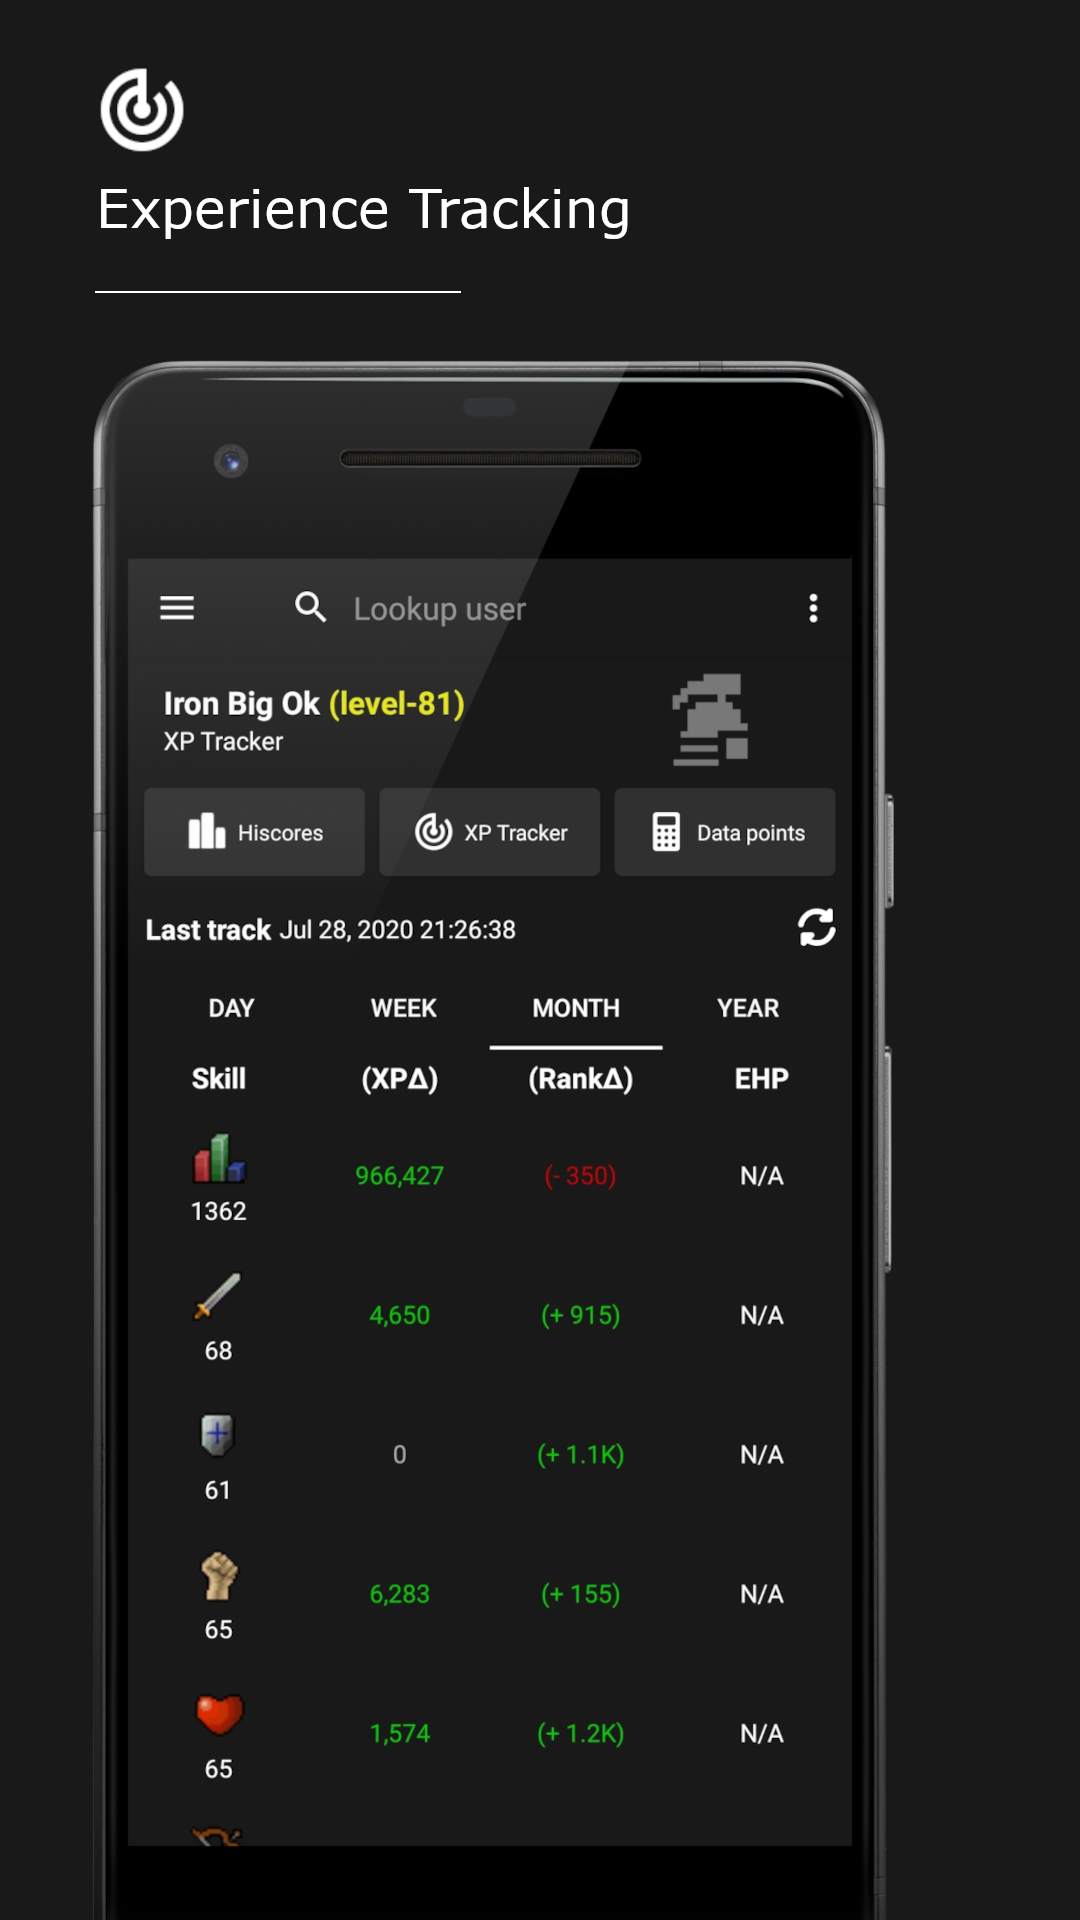 Experience Tracking
Lookup user
Iron Big Ok (level-81)
XP Tracker
Hiscores XP Tracker Data points
Last track Jul 28, 2020 21:26:38
DAY WEEK MONTH YEAR
Skill (XPΔ) (RankΔ) EHP
966,427 (- 350) N/A
1362
4,650 (+ 915) N/A
68
0 (+ 1.1K) N/A
61
6,283 (+ 155) N/A
65
1,574 (+ 1.2K) N/A
65